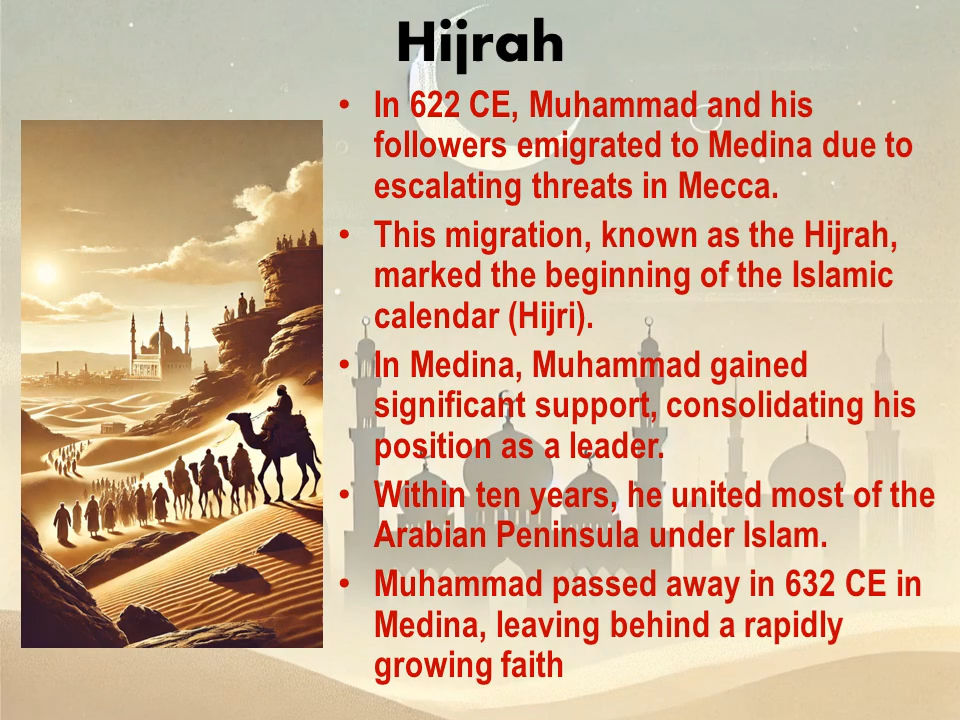 Hijrah
• In 622 CE, Muhammad and his
followers emigrated to Medina due to
escalating threats in Mecca.
• This migration, known as the Hijrah,
marked the beginning of the Islamic
calendar (Hijri).
• In Medina, Muhammad gained
significant support, consolidating his
position as a leader.
• Within ten years, he united most of the
Arabian Peninsula under Islam.
• Muhammad passed away in 632 CE in
Medina, leaving behind a rapidly
growing faith